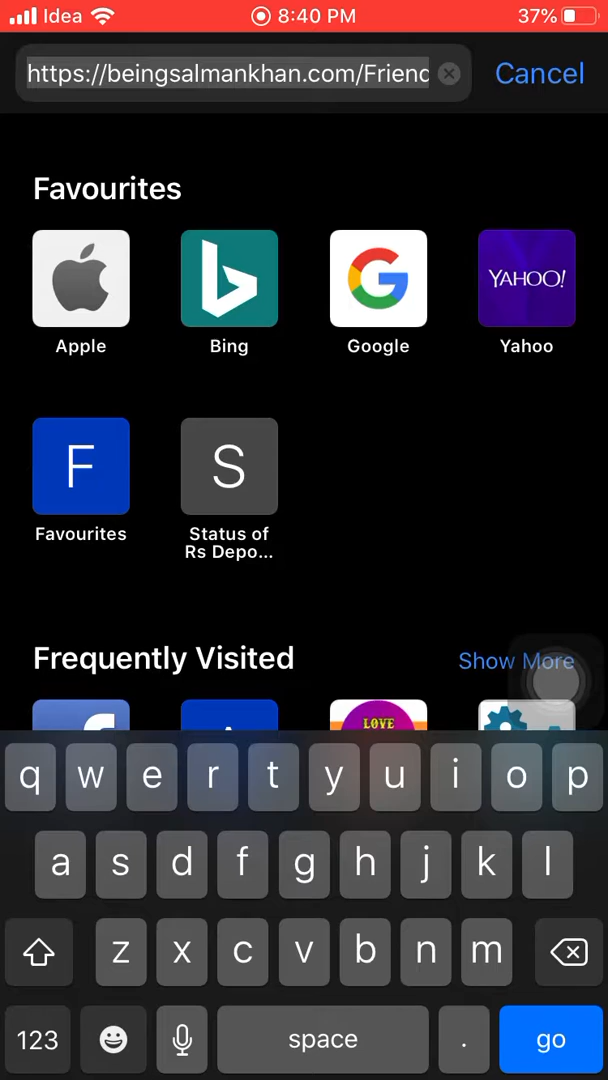 Idea 8:40 PM 37%
https://beingsalmankhan.com/Friend Cancel
Favourites
YAHOO!
Apple Bing Google Yahoo
F S
Favourites Status of
Rs Depo...
Frequently Visited Show More
LOVE
q w e r t y u i o p
a s d f g h j k l
z x c v b n m
123 space . go